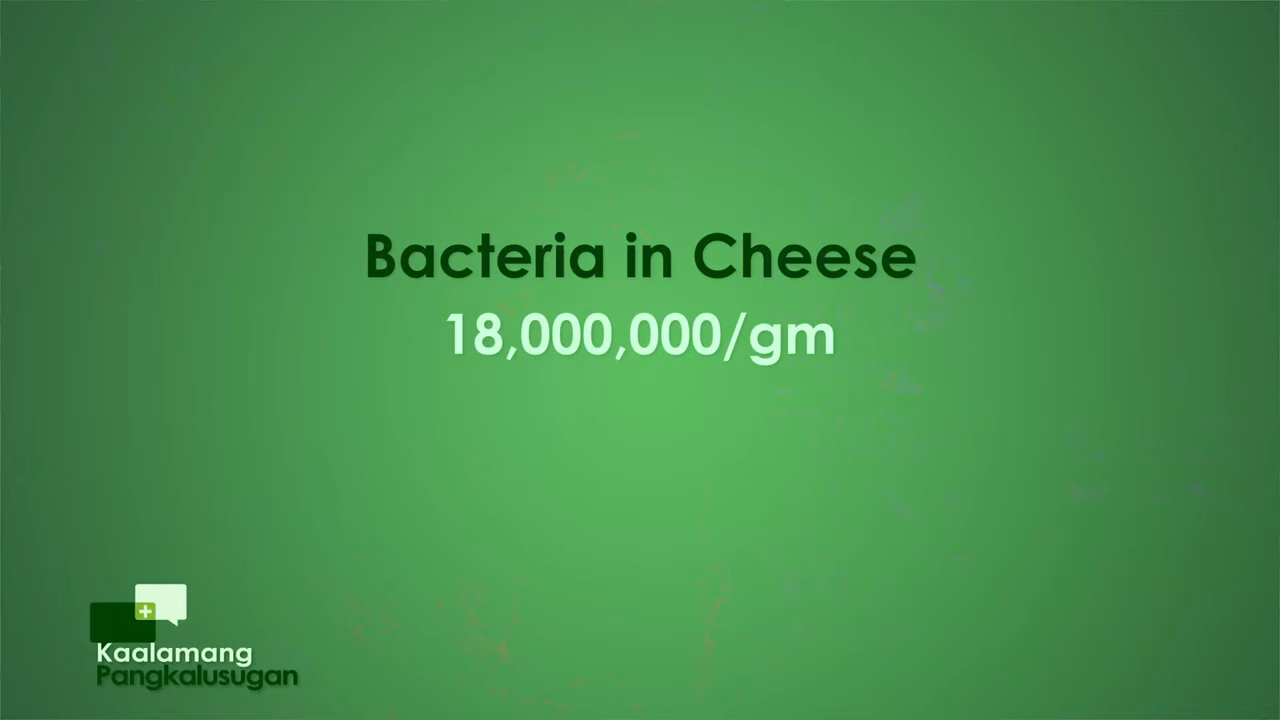 Bacteria in Cheese
18,000,000/gm
Kaalamang
Pangkalusugan